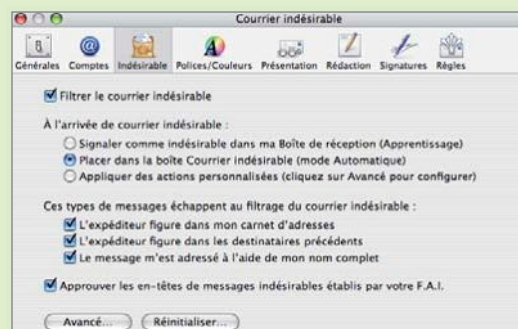 Courrier indésirable
Générales Comptes Indésirable Polices/Couleurs Présentation Rédaction Signatures Règles
Filtrer le courrier indésirable
À l'arrivée de courrier indésirable :
Signaler comme indésirable dans ma Boîte de réception (Apprentissage)
Placer dans la boîte Courrier indésirable (mode Automatique)
Appliquer des actions personnalisées (cliquez sur Avancé pour configurer)
Ces types de messages échappent au filtrage du courrier indésirable :
L'expéditeur figure dans mon carnet d'adresses
L'expéditeur figure dans les destinataires précédents
Le message m'est adressé à l'aide de mon nom complet
Approuver les en-têtes de messages indésirables établis par votre F.A.I.
Avancé... Réinitialiser...